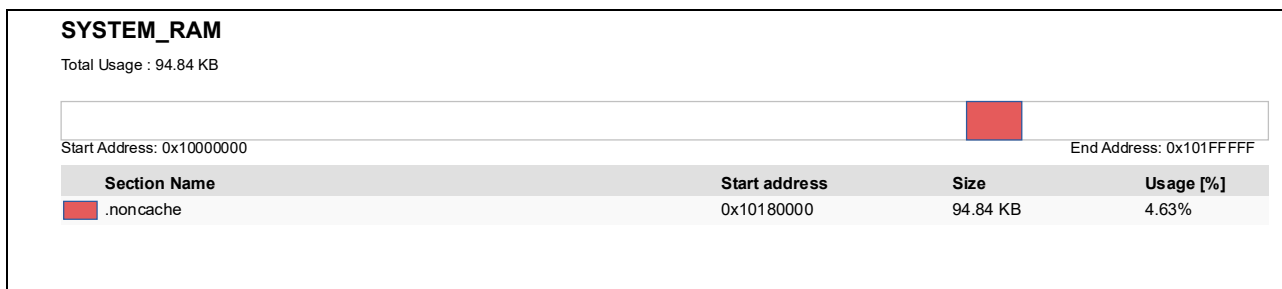 SYSTEM_RAM
Total Usage : 94.84 KB
Start Address: 0x10000000 End Address: 0x101FFFFF
Section Name Start address Size Usage [%]
.noncache 0x10180000 94.84 KB 4.63%